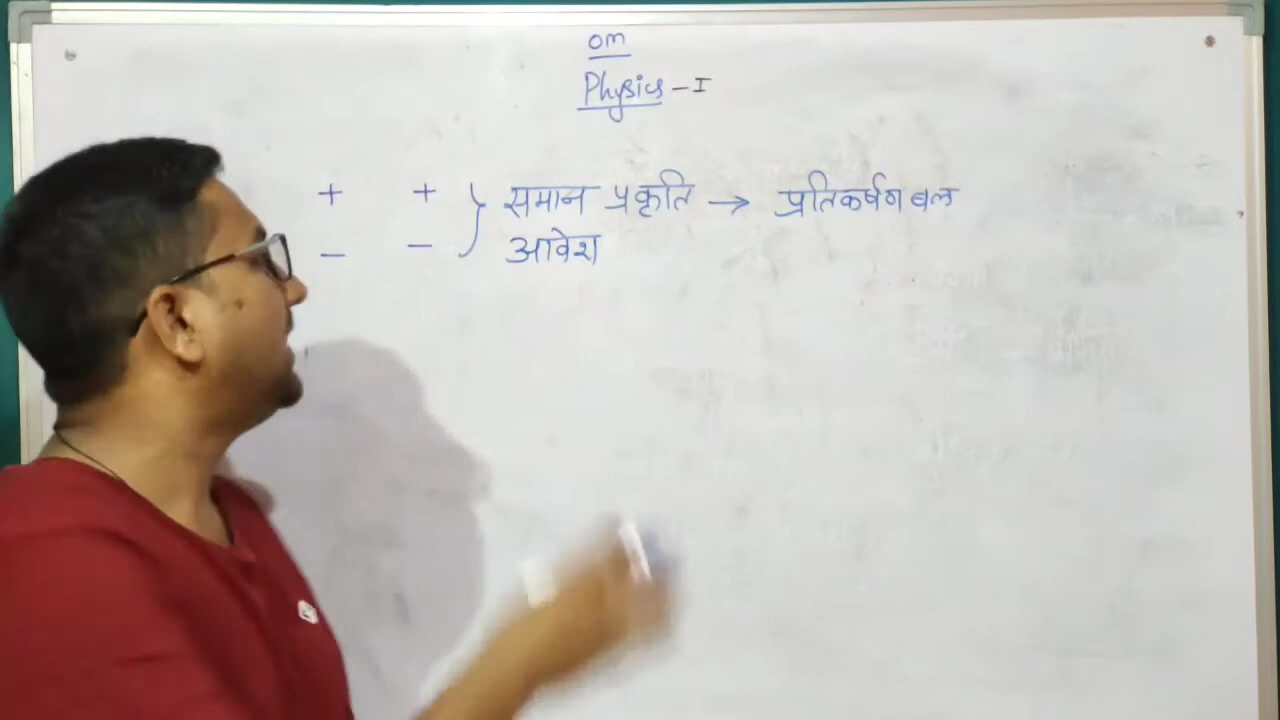 om
Physics - I
+ + } समान प्रकृति → प्रतिकर्षण बल
- - आवेश